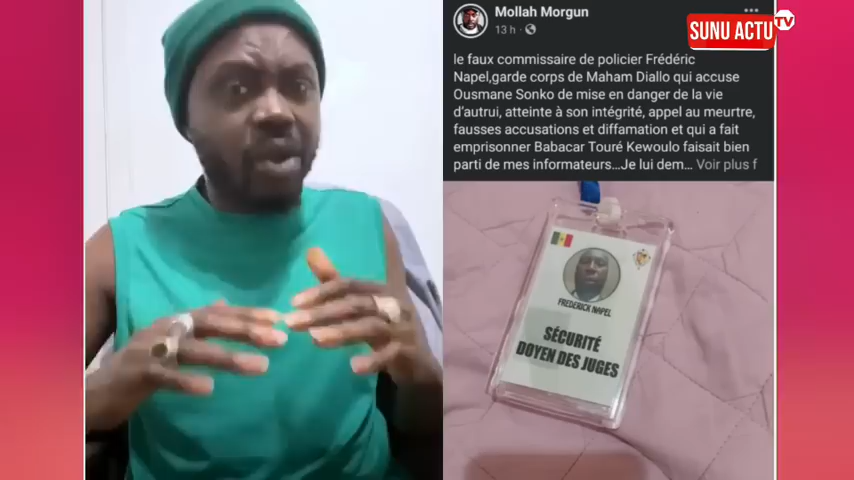 Mollah Morgun
13 h
SUNU ACTU TV
le faux commissaire de policier Frédéric
Napel,garde corps de Maham Diallo qui accuse
Ousmane Sonko de mise en danger de la vie
d'autrui, atteinte à son intégrité, appel au meurtre,
fausses accusations et diffamation et qui a fait
emprisonner Babacar Touré Kewoulo faisait bien
parti de mes informateurs...Je lui dem... Voir plus f
FREDERICK NAPEL
SÉCURITÉ
DOYEN DES JUGES